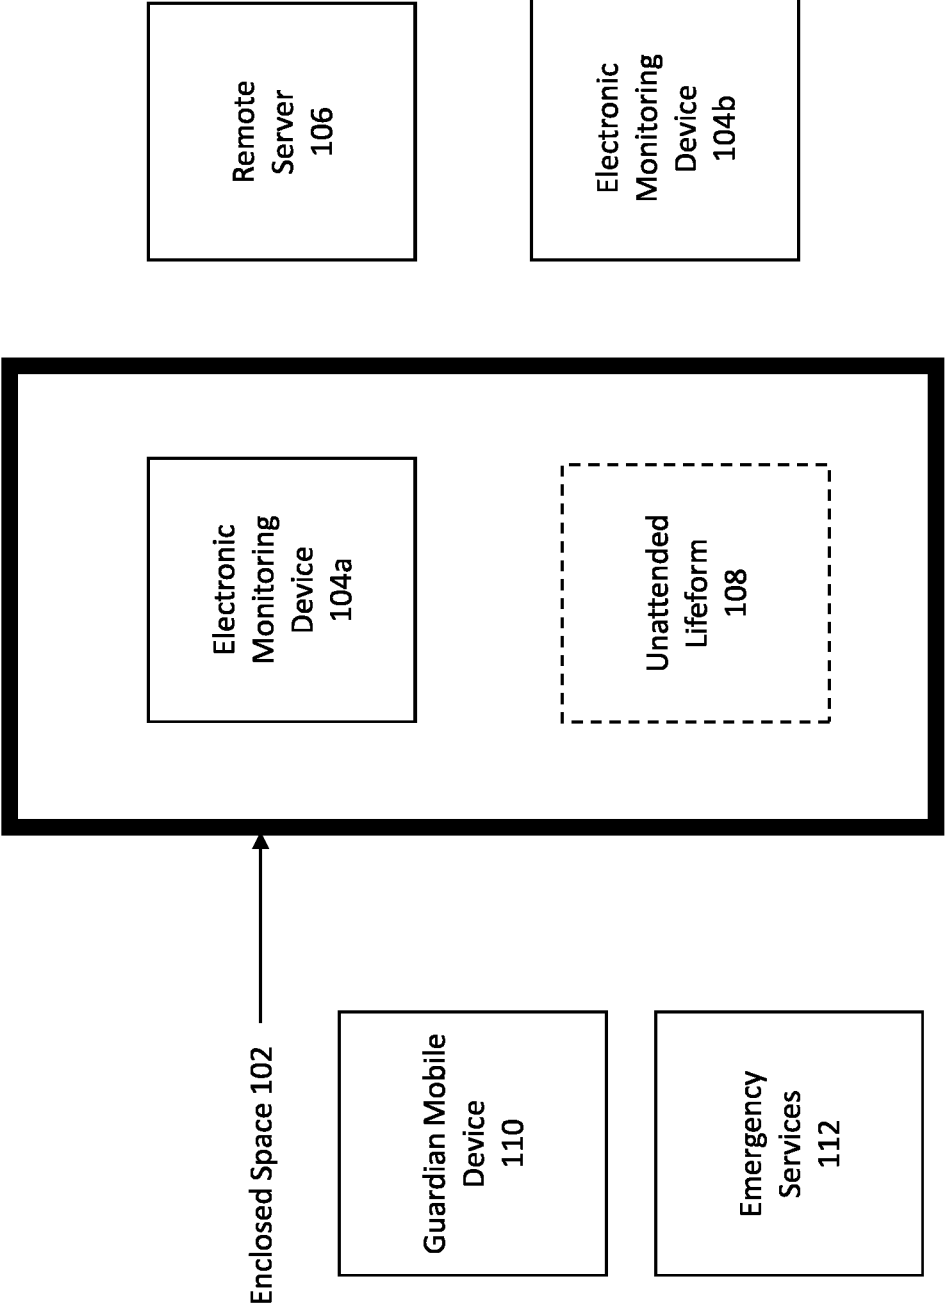 Enclosed Space 102
Guardian Mobile
Device
110
Emergency
Services
112
Electronic
Monitoring
Device
104a
Unattended
Lifeform
108
Remote
Server
106
Electronic
Monitoring
Device
104b